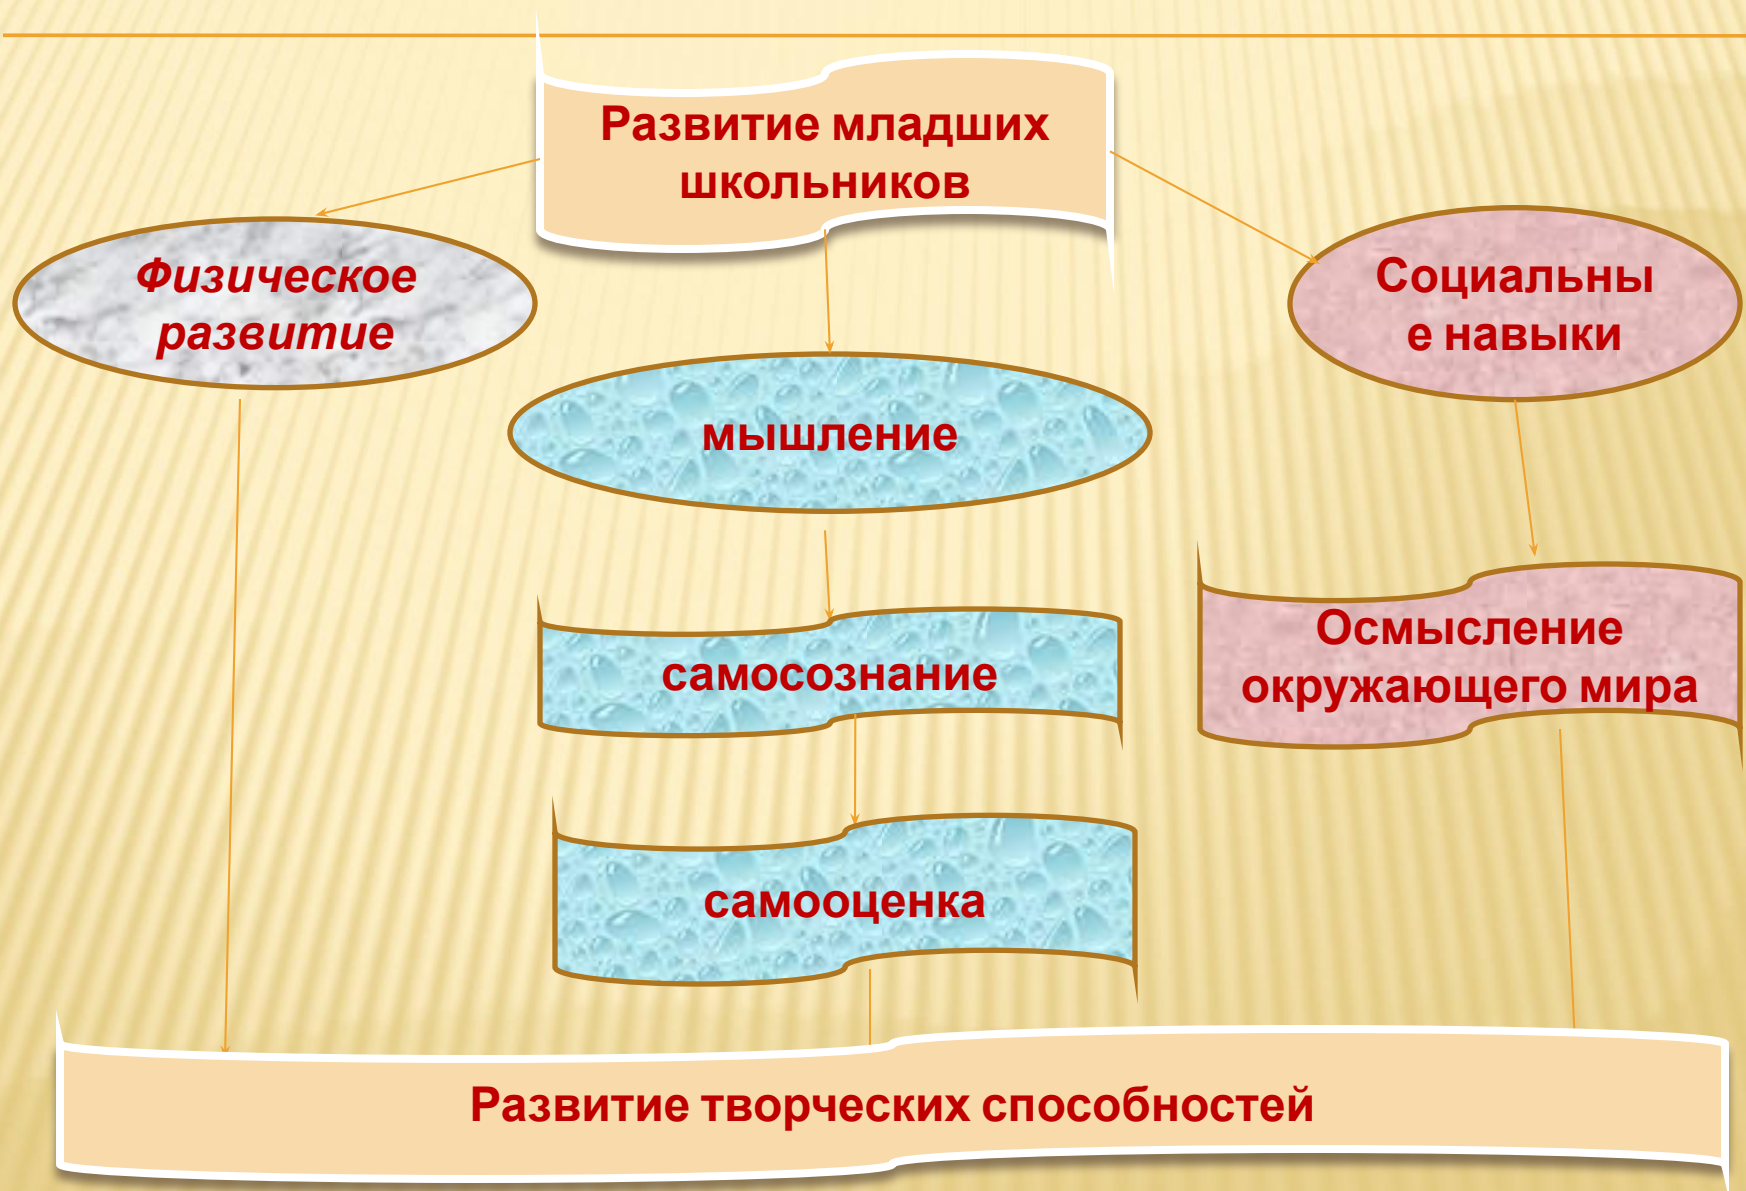 Развитие младших
школьников
Физическое
развитие
Социальны
е навыки
мышление
самосознание
Осмысление
окружающего мира
самооценка
Развитие творческих способностей